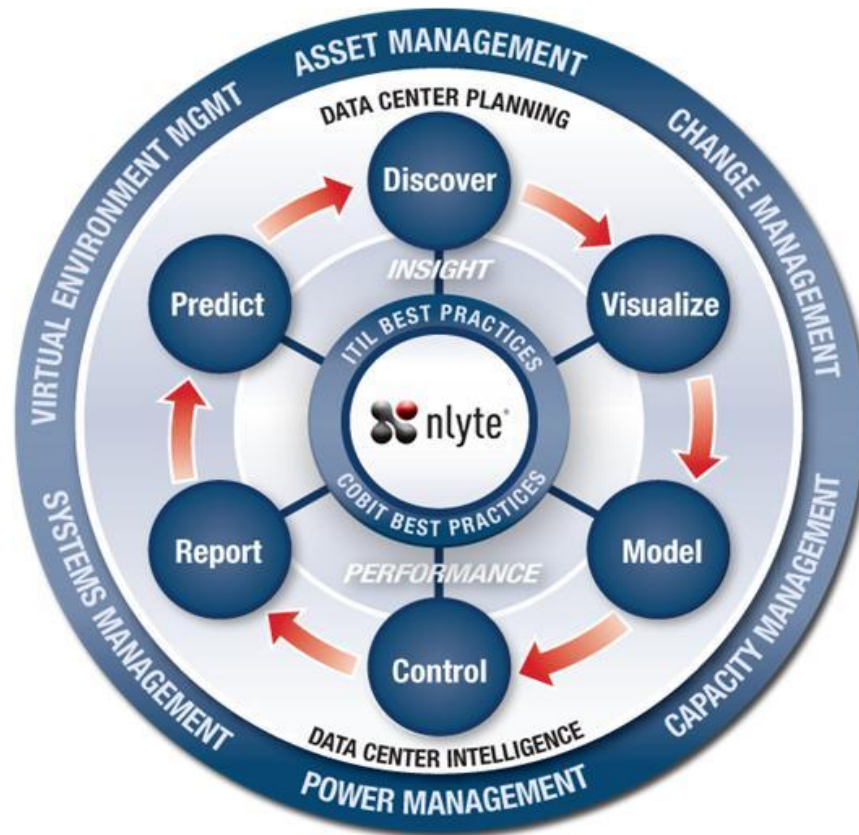 ASSET MANAGEMENT
CHANGE MANAGEMENT
CAPACITY MANAGEMENT
POWER MANAGEMENT
SYSTEMS MANAGEMENT
VIRTUAL ENVIRONMENT MGMT
DATA CENTER PLANNING
Discover
Visualize
Model
Control
Report
Predict
INSIGHT
ITIL BEST PRACTICES
nlyte®
COBIT BEST PRACTICES
PERFORMANCE
DATA CENTER INTELLIGENCE